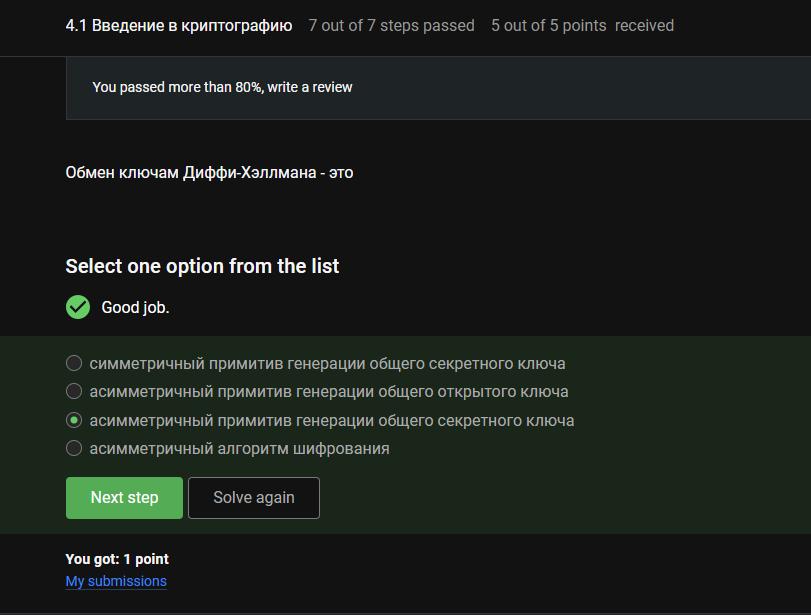 4.1 Введение в криптографию 7 out of 7 steps passed 5 out of 5 points received
You passed more than 80%, write a review
Обмен ключам Диффи-Хэллмана - это
Select one option from the list
Good job.
симметричный примитив генерации общего секретного ключа
асимметричный примитив генерации общего открытого ключа
асимметричный примитив генерации общего секретного ключа
асимметричный алгоритм шифрования
Next step Solve again
You got: 1 point
My submissions